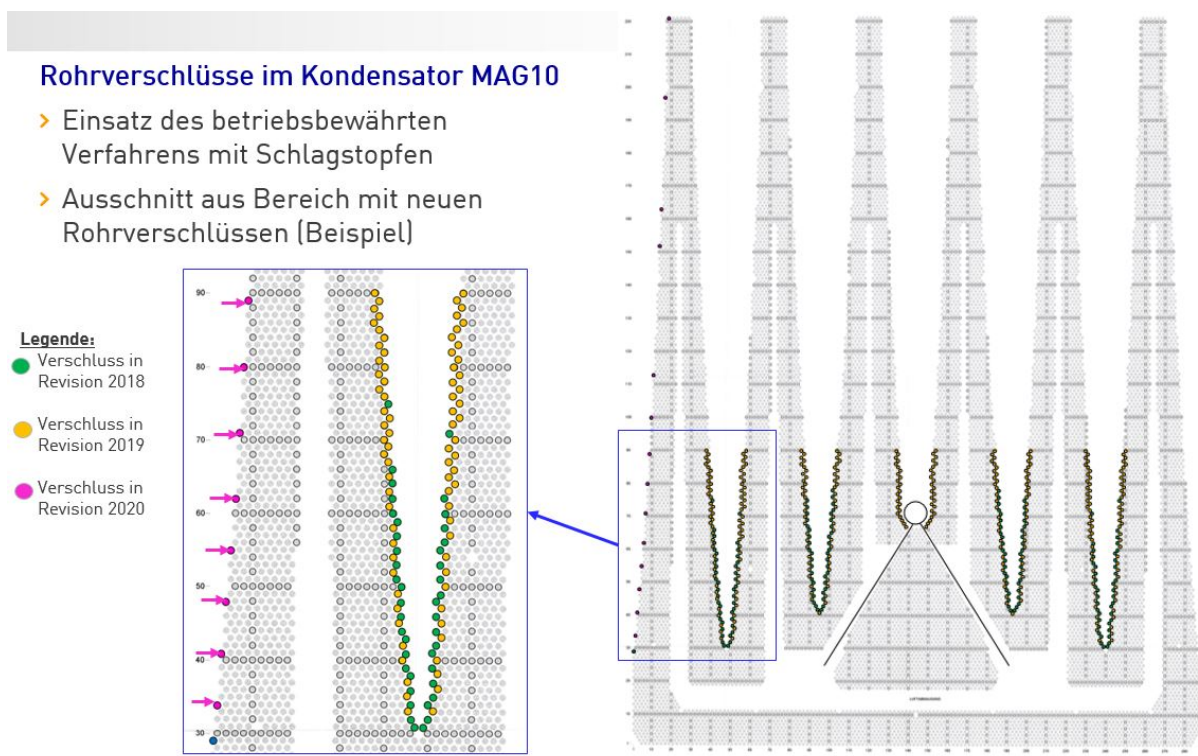 Rohrverschlüsse im Kondensator MAG10
› Einsatz des betriebsbewährten
Verfahrens mit Schlagstopfen
› Ausschnitt aus Bereich mit neuen
Rohrverschlüssen (Beispiel)
Legende:
Verschluss in
Revision 2018
Verschluss in
Revision 2019
Verschluss in
Revision 2020
90
80
70
60
50
40
30